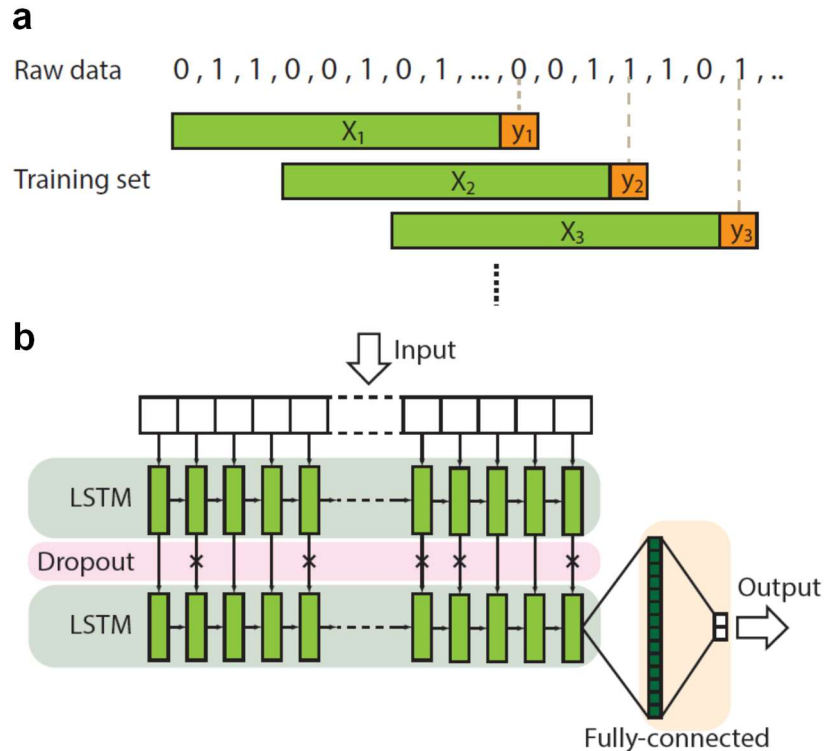 a
Raw data 0 , 1 , 1 , 0 , 0 , 1 , 0 , 1 , ... , 0 , 0 , 1 , 1 , 1 , 0 , 1 , ..
X₁ y₁
Training set X₂ y₂
X₃ y₃
b
Input
LSTM
Dropout
LSTM
Output
Fully-connected